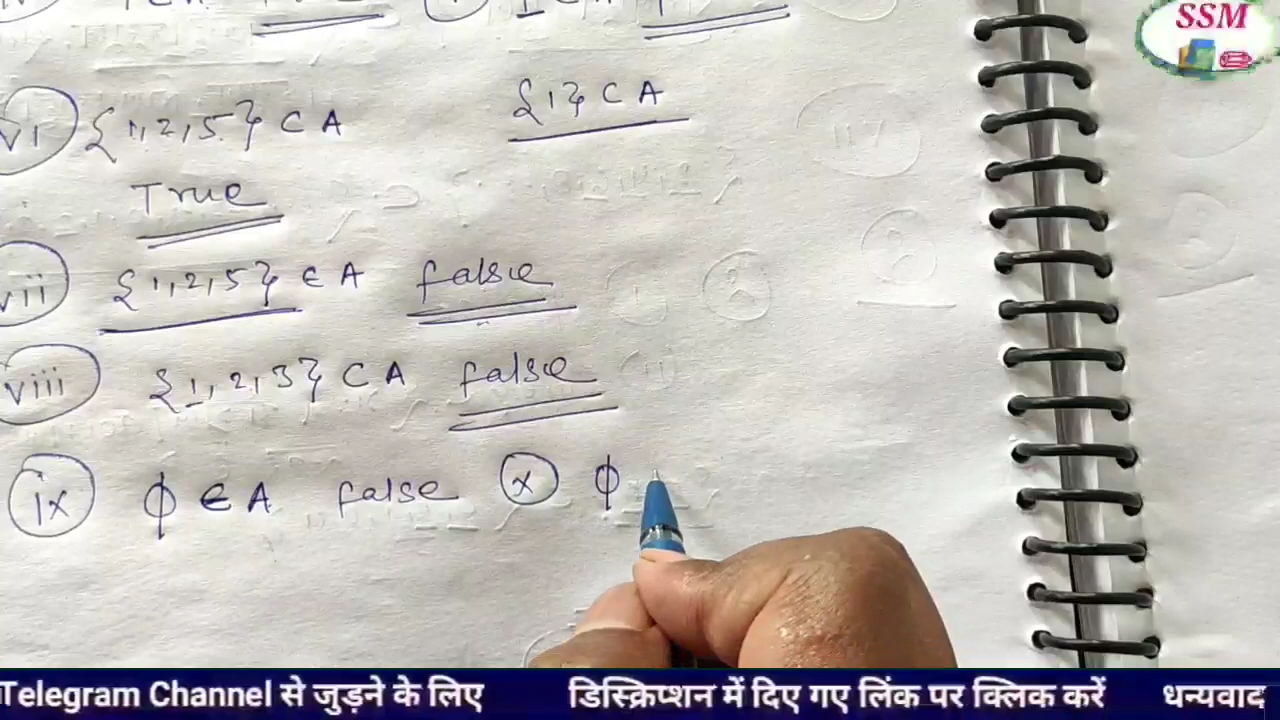 SSM
vi {1,2,5} ⊂ A {1} ⊂ A
True
vii {1,2,5} ∈ A false
viii {1,2,3} ⊂ A false
ix ϕ ∈ A false x ϕ
Telegram Channel से जुड़ने के लिए डिस्क्रिप्शन में दिए गए लिंक पर क्लिक करें धन्यवाद